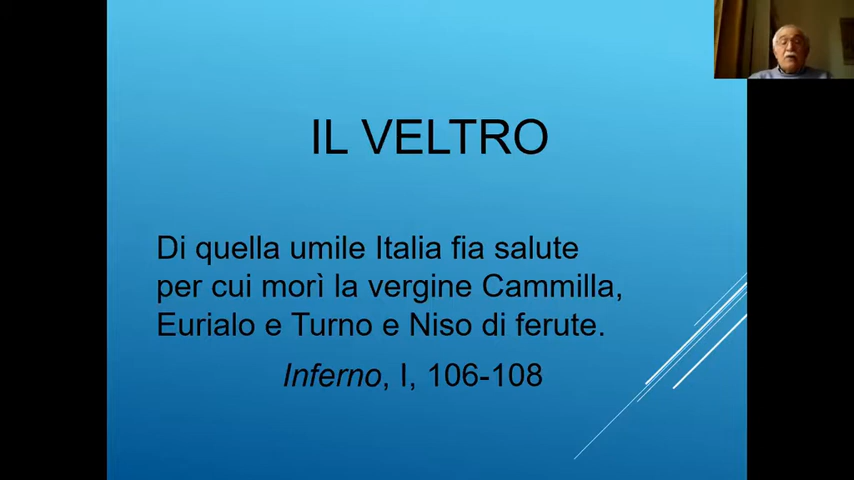 IL VELTRO
Di quella umile Italia fia salute
per cui morì la vergine Cammilla,
Eurialo e Turno e Niso di ferute.
Inferno, I, 106-108